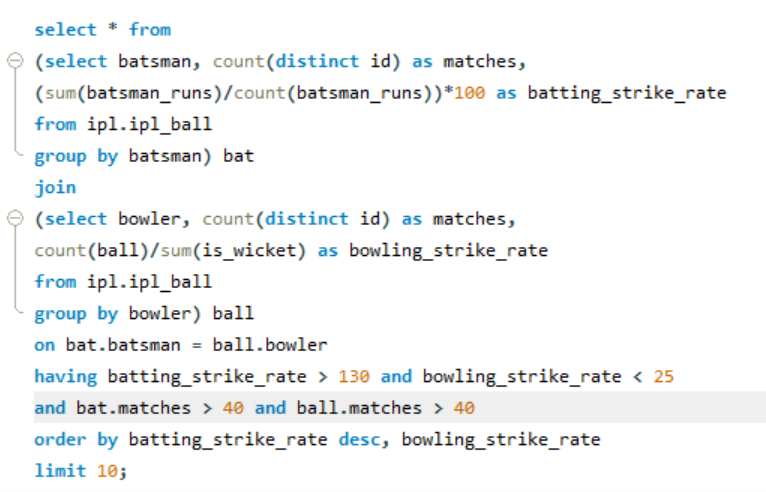 select * from
(select batsman, count(distinct id) as matches,
(sum(batsman_runs)/count(batsman_runs))*100 as batting_strike_rate
from ipl.ipl_ball
group by batsman) bat
join
(select bowler, count(distinct id) as matches,
count(ball)/sum(is_wicket) as bowling_strike_rate
from ipl.ipl_ball
group by bowler) ball
on bat.batsman = ball.bowler
having batting_strike_rate > 130 and bowling_strike_rate < 25
and bat.matches > 40 and ball.matches > 40
order by batting_strike_rate desc, bowling_strike_rate
limit 10;